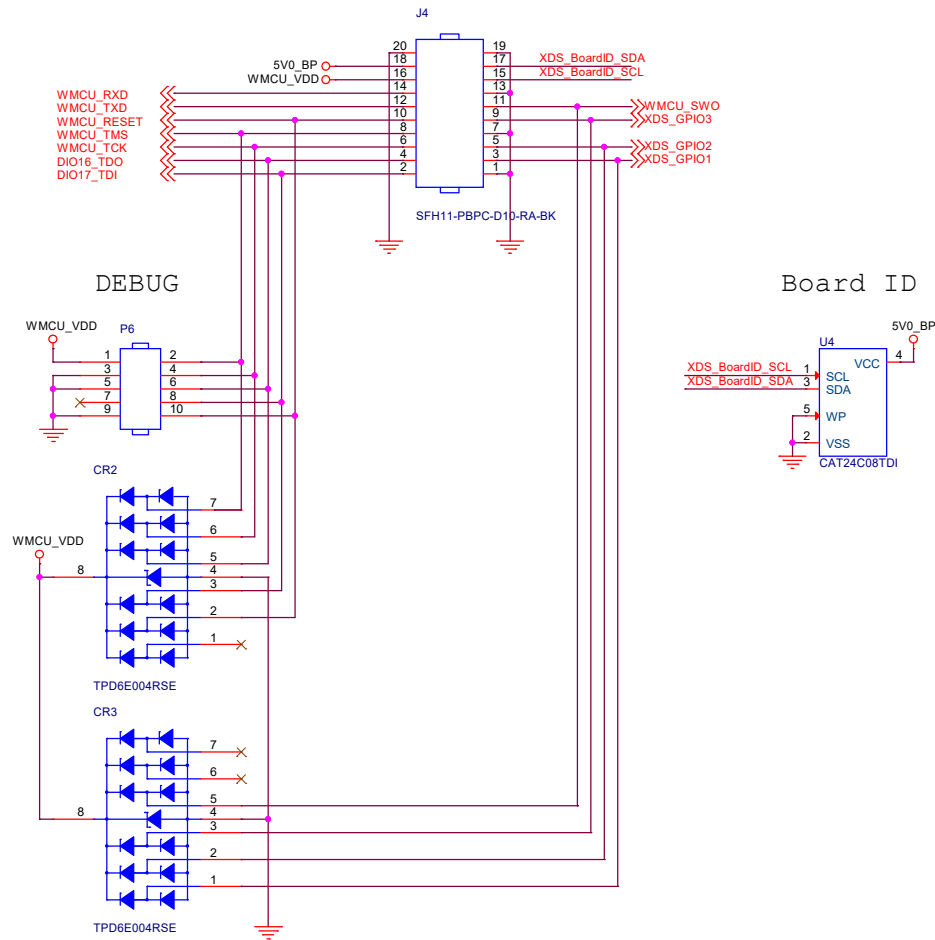 J4
20 19
18 17
16 15
14 13
12 11
10 9
8 7
6 5
4 3
2 1
5V0_BP
WMCU_VDD
XDS_BoardID_SDA
XDS_BoardID_SCL
WMCU_RXD
WMCU_TXD
WMCU_RESET
WMCU_TMS
WMCU_TCK
DIO16_TDO
DIO17_TDI
WMCU_SWO
XDS_GPIO3
XDS_GPIO2
XDS_GPIO1
SFH11-PBPC-D10-RA-BK
DEBUG
WMCU_VDD
P6
1 2
3 4
5 6
7 8
9 10
Board ID
5V0_BP
U4
XDS_BoardID_SCL
XDS_BoardID_SDA
4 VCC
1 SCL
3 SDA
5 WP
2 VSS
CAT24C08TDI
CR2
WMCU_VDD
7
6
5
8 4
3
2
1
TPD6E004RSE
CR3
7
6
5
8 4
3
2
1
TPD6E004RSE